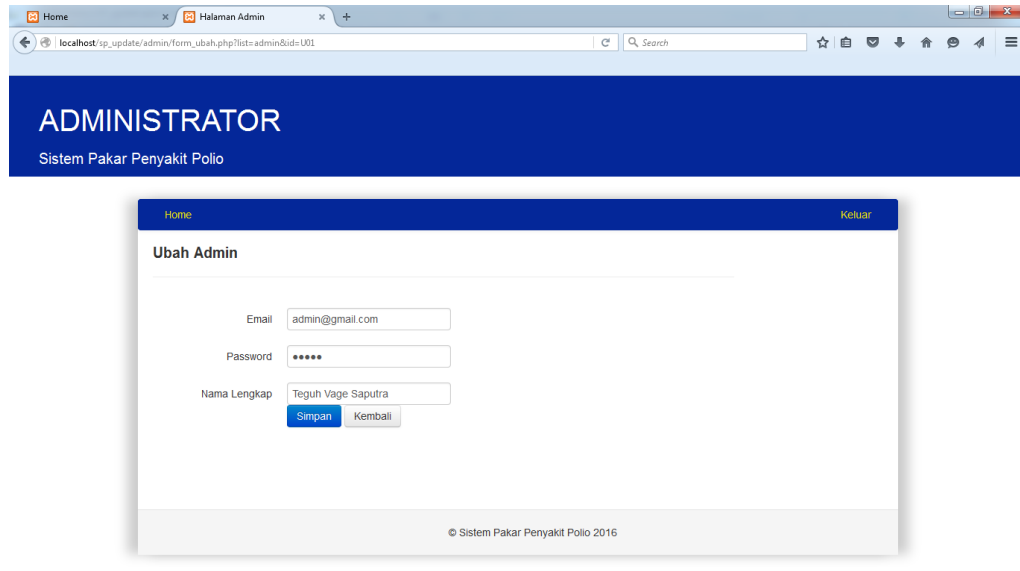 Home
Halaman Admin
localhost/sp_update/admin/form_ubah.php?list=admin&id=U01
Search
ADMINISTRATOR
Sistem Pakar Penyakit Polio
Home
Keluar
Ubah Admin
Email
admin@gmail.com
Password
•••••
Nama Lengkap
Teguh Vage Saputra
Simpan
Kembali
© Sistem Pakar Penyakit Polio 2016